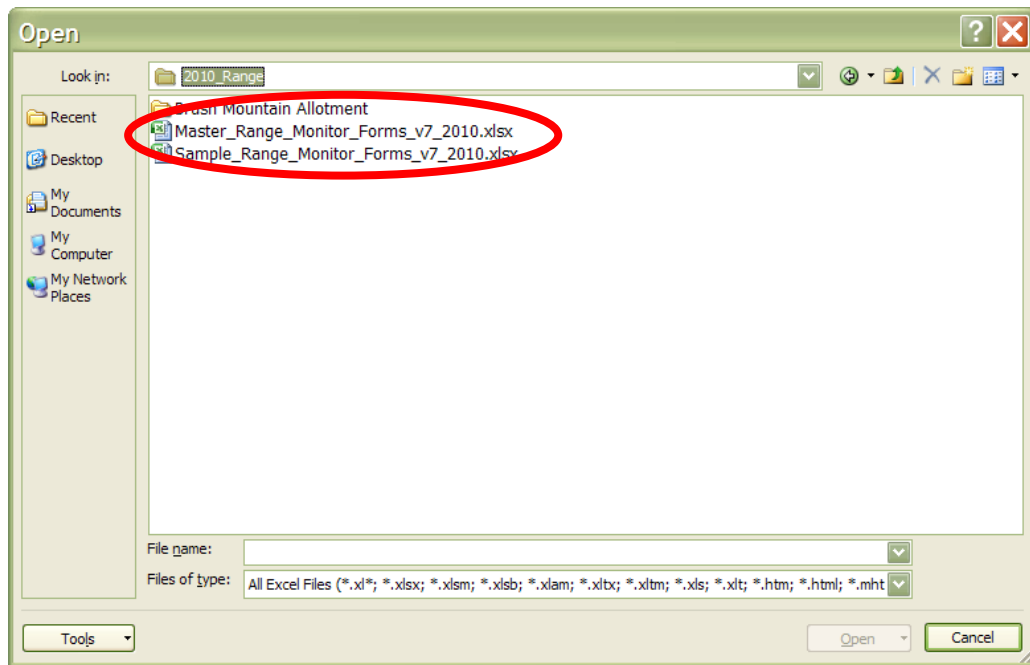 Open
Look in:
2010_Range
Recent
Desktop
My
Documents
My
Computer
My Network
Places
Brush Mountain Allotment
Master_Range_Monitor_Forms_v7_2010.xlsx
Sample_Range_Monitor_Forms_v7_2010.xlsx
File name:
Files of type:
All Excel Files (*.xl*; *.xlsx; *.xlsm; *.xlsb; *.xlam; *.xltx; *.xltm; *.xls; *.xlt; *.htm; *.html; *.mht
Tools
Open
Cancel